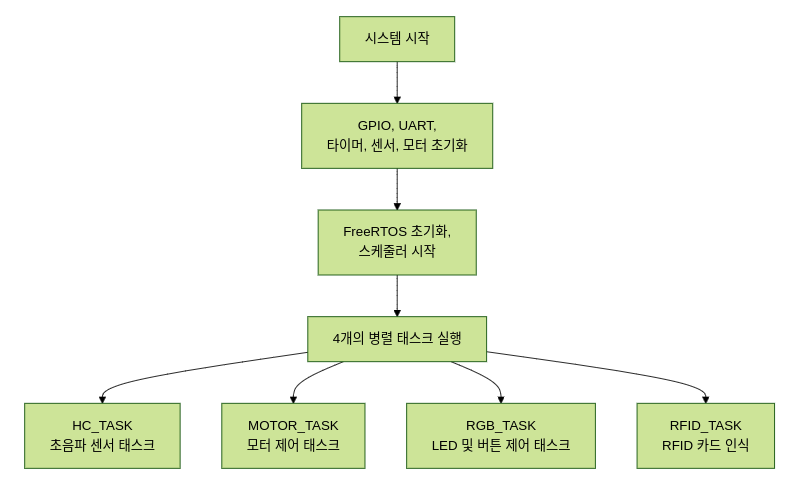 시스템 시작
GPIO, UART,
타이머, 센서, 모터 초기화
FreeRTOS 초기화,
스케줄러 시작
4개의 병렬 태스크 실행
HC_TASK
초음파 센서 태스크
MOTOR_TASK
모터 제어 태스크
RGB_TASK
LED 및 버튼 제어 태스크
RFID_TASK
RFID 카드 인식